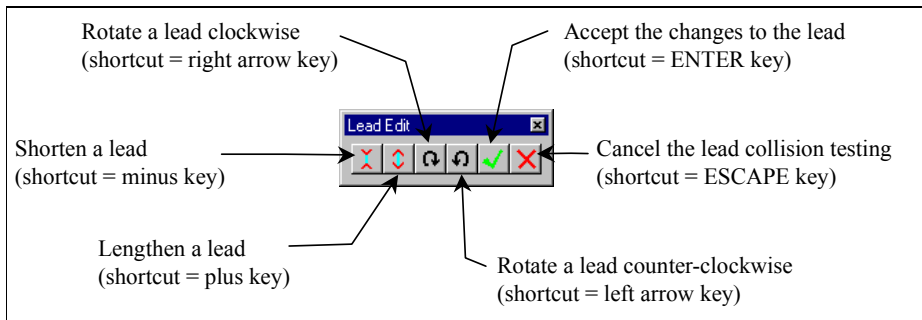 Rotate a lead clockwise
(shortcut = right arrow key)
Accept the changes to the lead
(shortcut = ENTER key)
Lead Edit
Shorten a lead
(shortcut = minus key)
Cancel the lead collision testing
(shortcut = ESCAPE key)
Lengthen a lead
(shortcut = plus key)
Rotate a lead counter-clockwise
(shortcut = left arrow key)